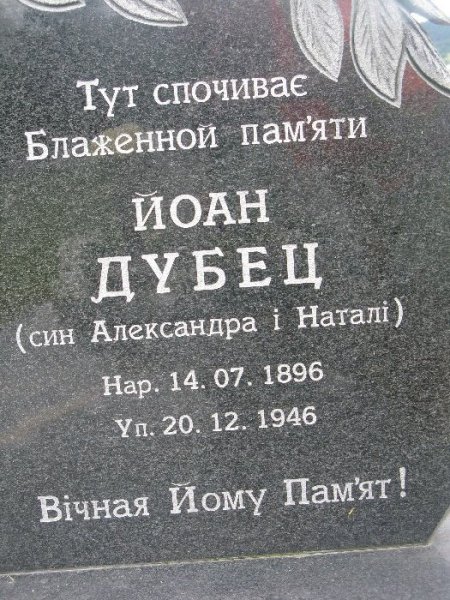 Тут спочиває
Блаженной пам'яти
ЙОАН
ДУБЕЦ
(син Александра і Наталі)
Нар. 14. 07. 1896
Уп. 20. 12. 1946
Вічная Йому Пам'ят!